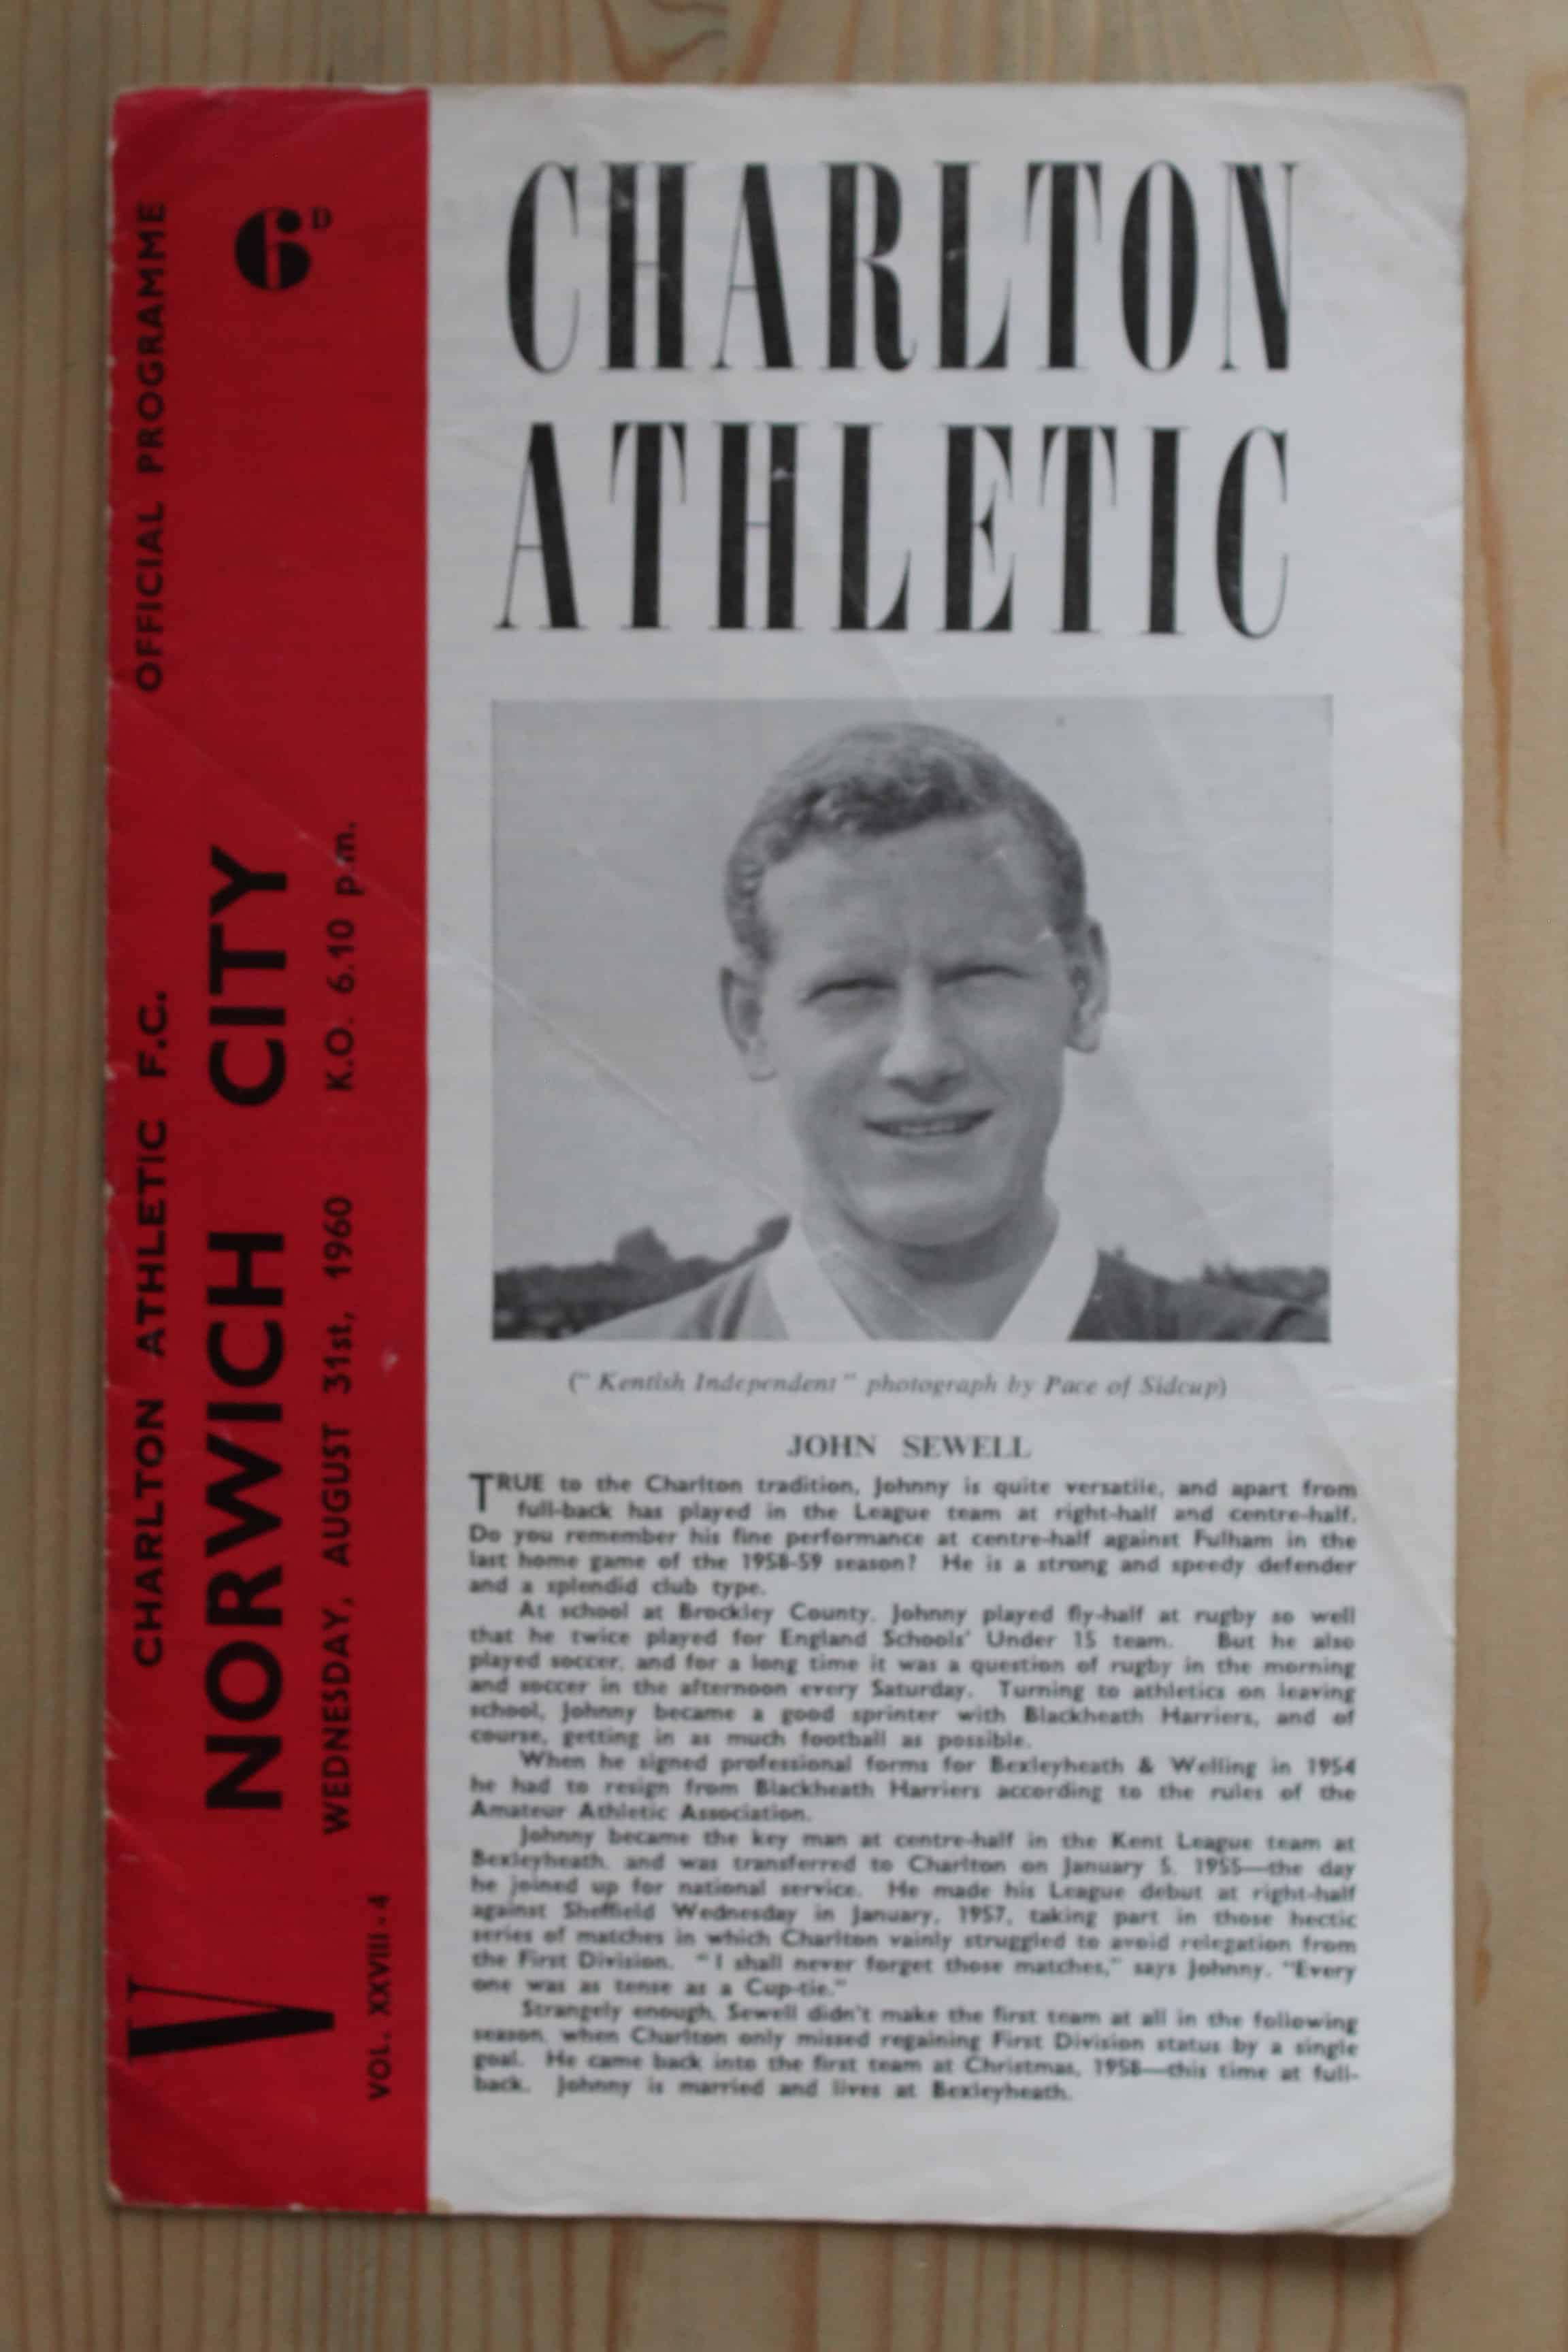 CHARLTON ATHLETIC F.C. OFFICIAL PROGRAMME
V NORWICH CITY 6D
WEDNESDAY, AUGUST 31st, 1960 K.O. 6.10 p.m.
VOL. XXVIII - 4
CHARLTON
ATHLETIC
(" Kentish Independent " photograph by Pace of Sidcup)
JOHN SEWELL
TRUE to the Charlton tradition, Johnny is quite versatile, and apart from
full-back has played in the League team at right-half and centre-half.
Do you remember his fine performance at centre-half against Fulham in the
last home game of the 1958-59 season? He is a strong and speedy defender
and a splendid club type.
At school at Brockley County, Johnny played fly-half at rugby so well
that he twice played for England Schools' Under 15 team. But he also
played soccer, and for a long time it was a question of rugby in the morning
and soccer in the afternoon every Saturday. Turning to athletics on leaving
school, Johnny became a good sprinter with Blackheath Harriers, and of
course, getting in as much football as possible.
When he signed professional forms for Bexleyheath & Welling in 1954
he had to resign from Blackheath Harriers according to the rules of the
Amateur Athletic Association.
Johnny became the key man at centre-half in the Kent League team at
Bexleyheath, and was transferred to Charlton on January 5, 1955—the day
he joined up for national service. He made his League debut at right-half
against Sheffield Wednesday in January, 1957, taking part in those hectic
series of matches in which Charlton vainly struggled to avoid relegation from
the First Division. "I shall never forget those matches," says Johnny. "Every
one was as tense as a Cup-tie."
Strangely enough, Sewell didn't make the first team at all in the following
season, when Charlton only missed regaining First Division status by a single
goal. He came back into the first team at Christmas, 1958—this time at full-
back. Johnny is married and lives at Bexleyheath.